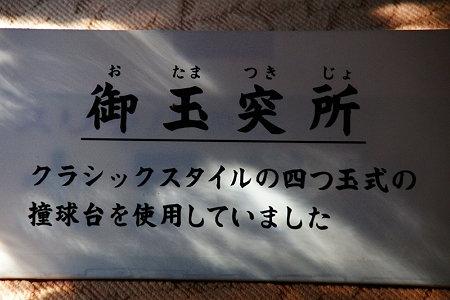 お たま つき じょ
御玉突所
クラシックスタイルの四つ玉式の
撞球台を使用していました